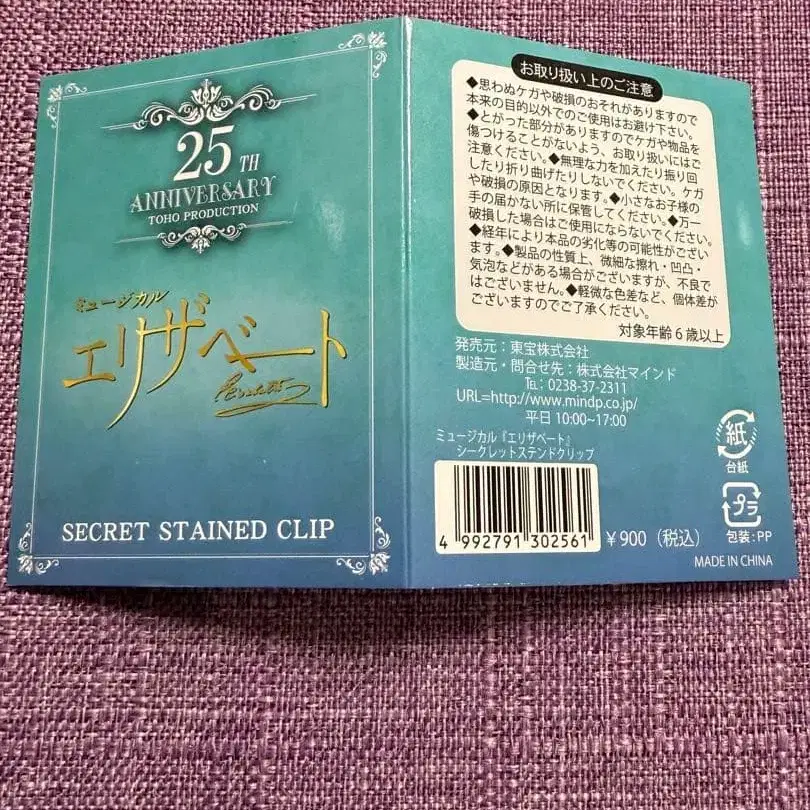 25TH
ANNIVERSARY
TOHO PRODUCTION
ミュージカル
エリザベート
SECRET STAINED CLIP
お取り扱い上のご注意
◆思わぬケガや破損のおそれがありますので
本来の目的以外でのご使用はお避け下さい。
◆とがった部分がありますのでケガや物品を
傷つけることがないよう、お取り扱いにはご
注意ください。◆無理な力を加えたり振り回
したり折り曲げたりしないでください。ケガ
や破損の原因となります。◆小さなお子様の
手の届かない所に保管してください。◆万一
破損した場合はご使用にならないでください。
◆経年により本品の劣化等の可能性がござい
ます。◆製品の性質上、微細な擦れ・凹凸・
気泡などがある場合がございますが、不良で
はございません。◆軽微な色差など、個体差が
ございますのでご了承ください。
対象年齢6歳以上
発売元：東宝株式会社
製造元・問合せ先：株式会社マインド
TEL: 0238-37-2311
URL=http://www.mindp.co.jp/
平日 10:00~17:00
ミュージカル『エリザベート』
シークレットステンドクリップ
4 992791 302561
¥900（税込）
紙
台紙
プラ
包装:PP
MADE IN CHINA